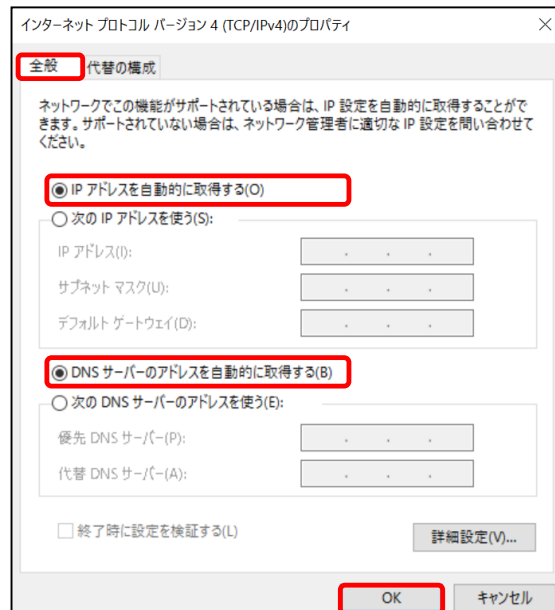 インターネット プロトコル バージョン 4 (TCP/IPv4)のプロパティ
全般
代替の構成
ネットワークでこの機能がサポートされている場合は、IP 設定を自動的に取得することがで
きます。サポートされていない場合は、ネットワーク管理者に適切な IP 設定を問い合わせて
ください。
IP アドレスを自動的に取得する(O)
次の IP アドレスを使う(S):
IP アドレス(I):
サブネット マスク(U):
デフォルト ゲートウェイ(D):
DNS サーバーのアドレスを自動的に取得する(B)
次の DNS サーバーのアドレスを使う(E):
優先 DNS サーバー(P):
代替 DNS サーバー(A):
終了時に設定を検証する(L)
詳細設定(V)...
OK
キャンセル